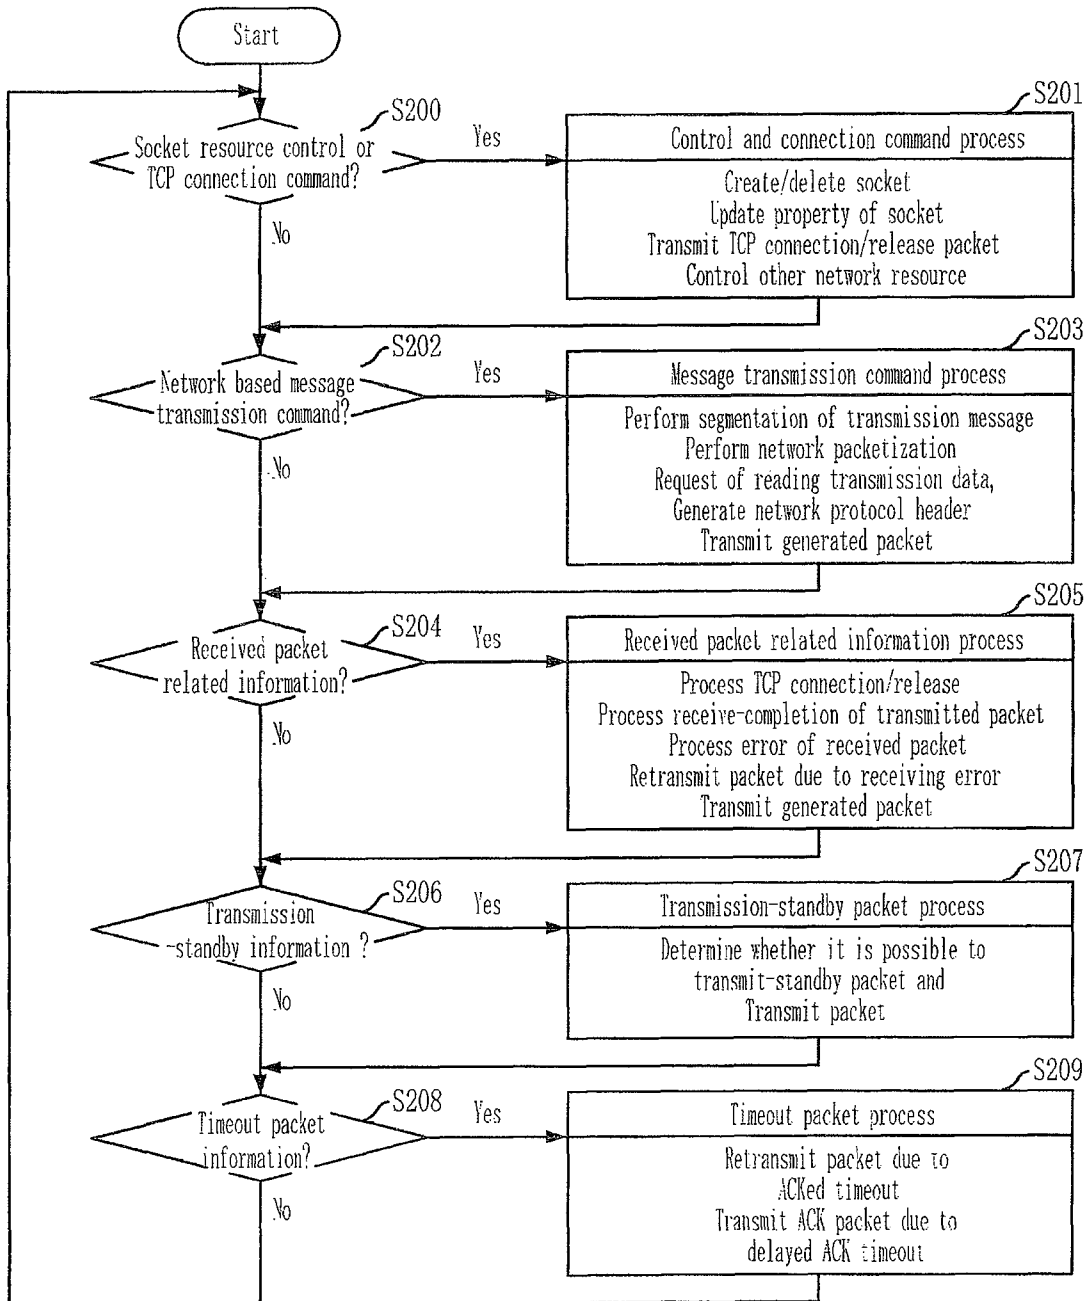 Start
S200
Socket resource control or
TCP connection command?
Yes
No
S201
Control and connection command process
Create/delete socket
Update property of socket
Transmit TCP connection/release packet
Control other network resource
S202
Network based message
transmission command?
Yes
No
S203
Message transmission command process
Perform segmentation of transmission message
Perform network packetization
Request of reading transmission data,
Generate network protocol header
Transmit generated packet
S204
Received packet
related information?
Yes
No
S205
Received packet related information process
Process TCP connection/release
Process receive-completion of transmitted packet
Process error of received packet
Retransmit packet due to receiving error
Transmit generated packet
S206
Transmission
-standby information ?
Yes
No
S207
Transmission-standby packet process
Determine whether it is possible to
transmit-standby packet and
Transmit packet
S208
Timeout packet
information?
Yes
No
S209
Timeout packet process
Retransmit packet due to
ACKed timeout
Transmit ACK packet due to
delayed ACK timeout